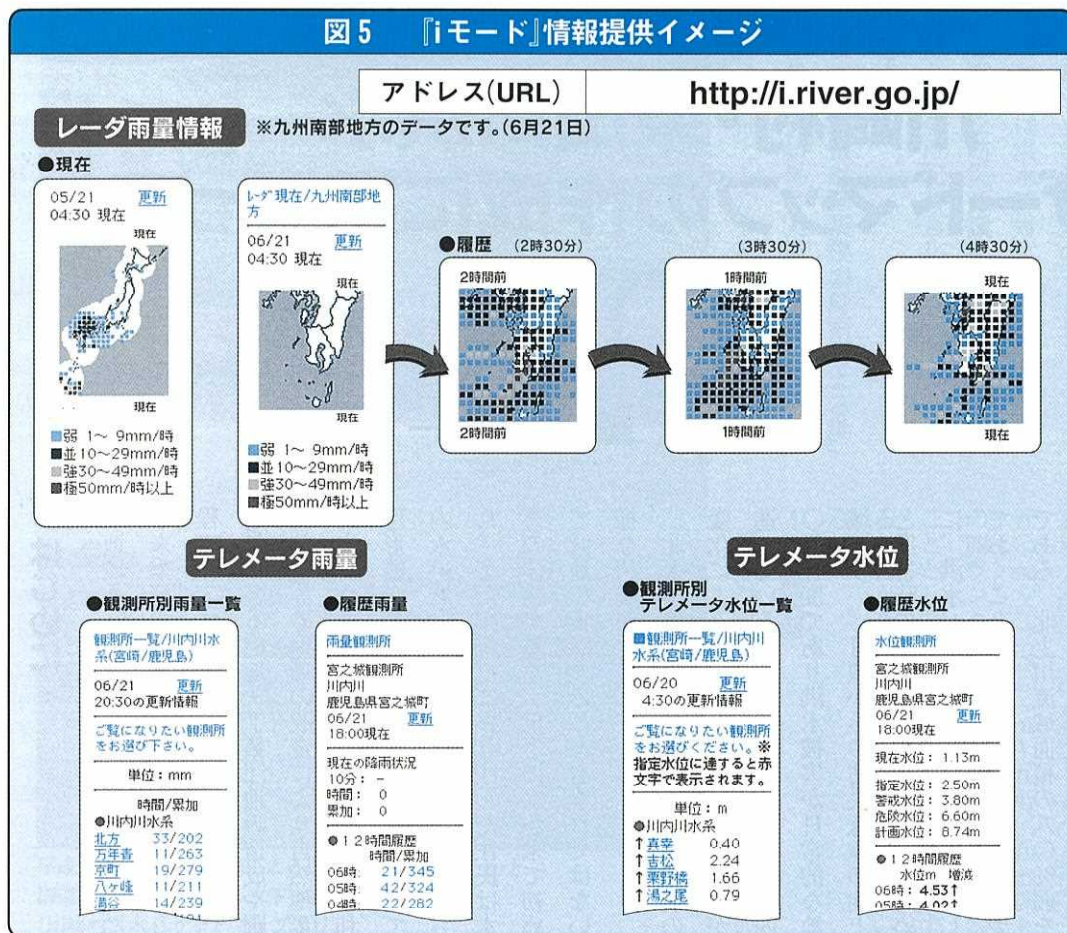 図5 『iモード』情報提供イメージ
アドレス(URL) http://i.river.go.jp/
レーダ雨量情報 ※九州南部地方のデータです。(6月21日)
●現在
05/21 更新
04:30 現在
現在
現在
■弱 1～ 9mm/時
■並10～29mm/時
■強30～49mm/時
■極50mm/時以上
ﾚｰﾀﾞ現在/九州南部地
方
06/21 更新
04:30 現在
現在
現在
■弱 1～ 9mm/時
■並10～29mm/時
■強30～49mm/時
■極50mm/時以上
●履歴 (2時30分)
2時間前
2時間前
(3時30分)
1時間前
1時間前
(4時30分)
現在
現在
テレメータ雨量
●観測所別雨量一覧
観測所一覧/川内川水
系(宮崎/鹿児島)
06/21 更新
20:30の更新情報
ご覧になりたい観測所
をお選び下さい。
単位：mm
時間/累加
●川内川水系
北方 33/202
万年青 11/263
京町 19/279
八ヶ峰 11/211
溝谷 14/239
●履歴雨量
雨量観測所
宮之城観測所
川内川
鹿児島県宮之城町
06/21 更新
18:00現在
現在の降雨状況
10分： −
時間： 0
累加： 0
●12時間履歴
時間/累加
06時: 21/345
05時: 42/324
04時: 22/282
テレメータ水位
●観測所別
テレメータ水位一覧
■観測所一覧/川内川
水系(宮崎/鹿児島)
06/20 更新
4:30の更新情報
ご覧になりたい観測所
をお選びください。※
指定水位に達すると赤
文字で表示されます。
単位：m
●川内川水系
↑真幸 0.40
↑吉松 2.24
↑栗野橋 1.66
↑湯之尾 0.79
●履歴水位
水位観測所
宮之城観測所
川内川
鹿児島県宮之城町
06/21 更新
18:00現在
現在水位： 1.13m
指定水位： 2.50m
警戒水位： 3.80m
危険水位： 6.60m
計画水位： 8.74m
●12時間履歴
水位m 増減
06時： 4.53↑
05時： 4.02↑